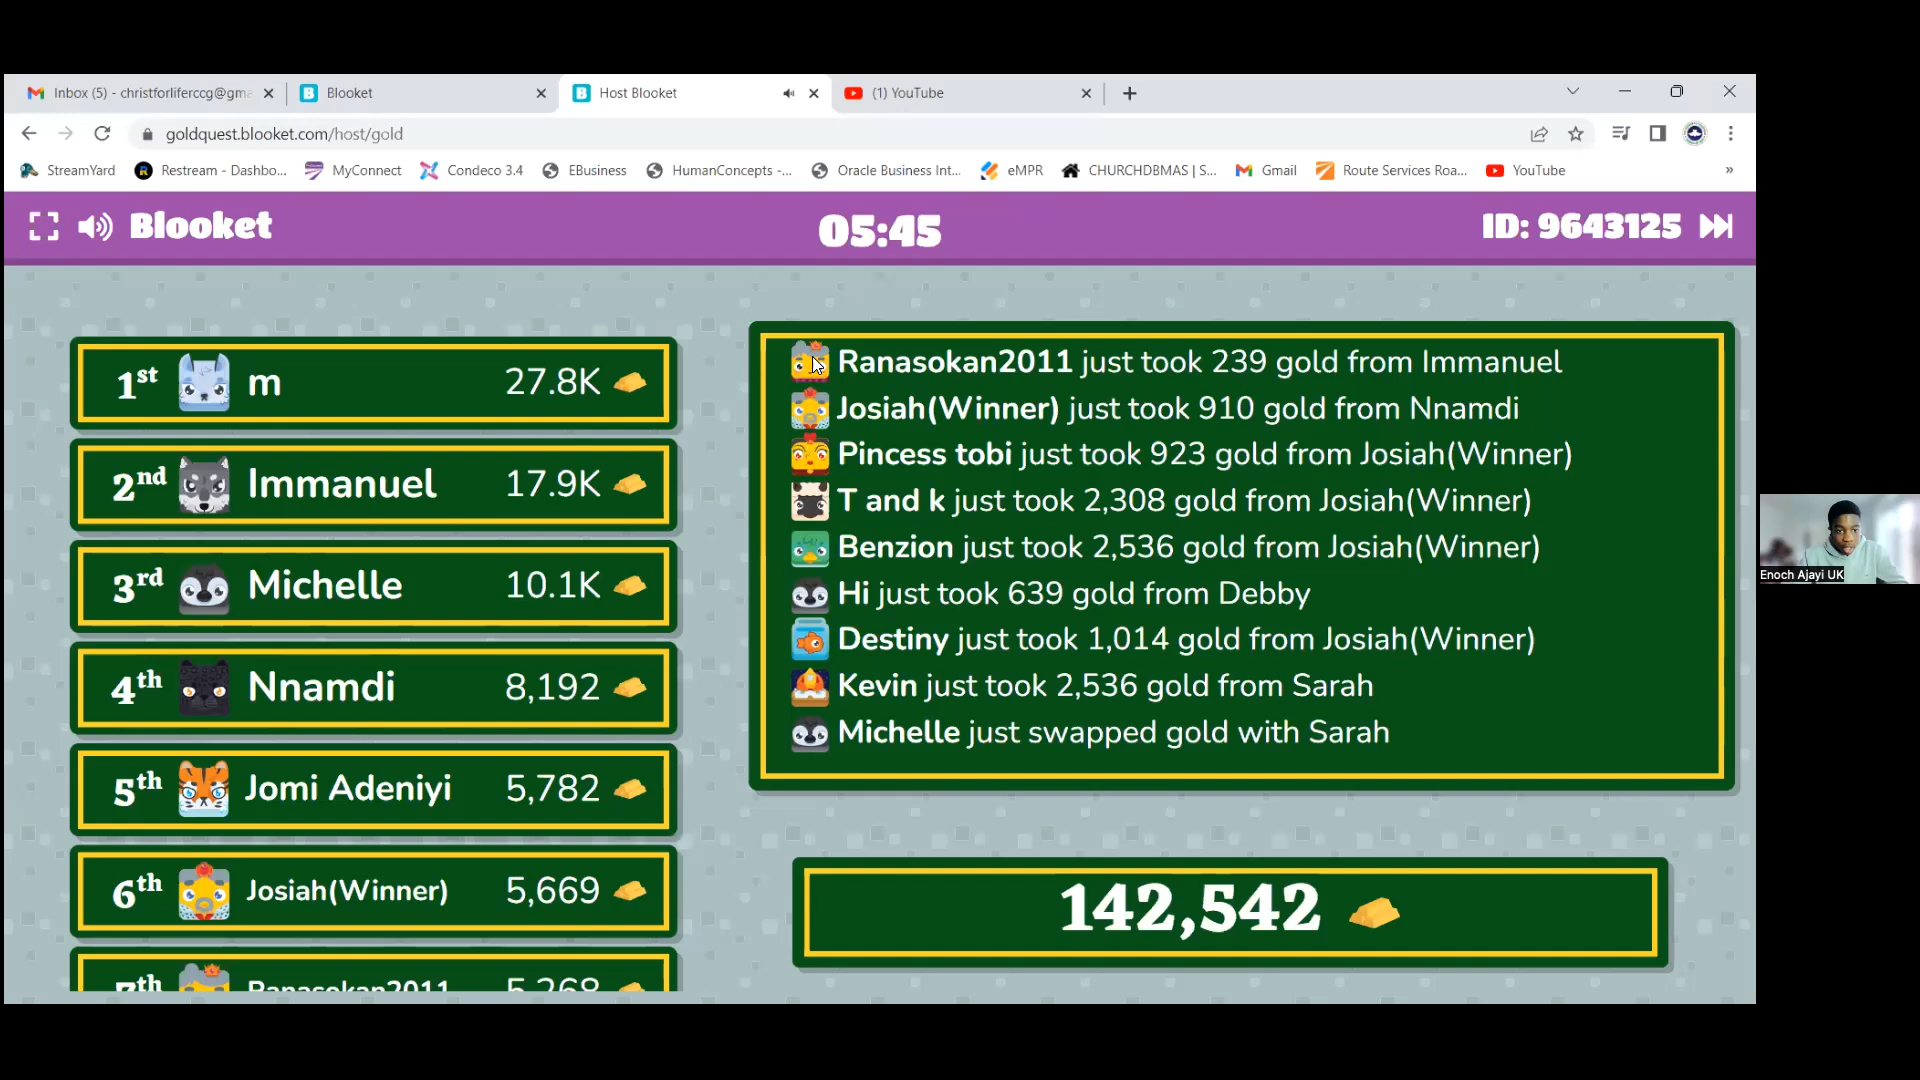 Inbox (5) - christforliferccg@gma
Blooket
Host Blooket
(1) YouTube
goldquest.blooket.com/host/gold
StreamYard
Restream - Dashbo...
MyConnect
Condeco 3.4
EBusiness
HumanConcepts -...
Oracle Business Int...
eMPR
CHURCHDBMAS | S...
Gmail
Route Services Roa...
YouTube
»
Blooket
05:45
ID: 9643125
1st m 27.8K
2nd Immanuel 17.9K
3rd Michelle 10.1K
4th Nnamdi 8,192
5th Jomi Adeniyi 5,782
6th Josiah(Winner) 5,669
7th Ranasokan2011 5,268
Ranasokan2011 just took 239 gold from Immanuel
Josiah(Winner) just took 910 gold from Nnamdi
Pincess tobi just took 923 gold from Josiah(Winner)
T and k just took 2,308 gold from Josiah(Winner)
Benzion just took 2,536 gold from Josiah(Winner)
Hi just took 639 gold from Debby
Destiny just took 1,014 gold from Josiah(Winner)
Kevin just took 2,536 gold from Sarah
Michelle just swapped gold with Sarah
142,542
Enoch Ajayi UK